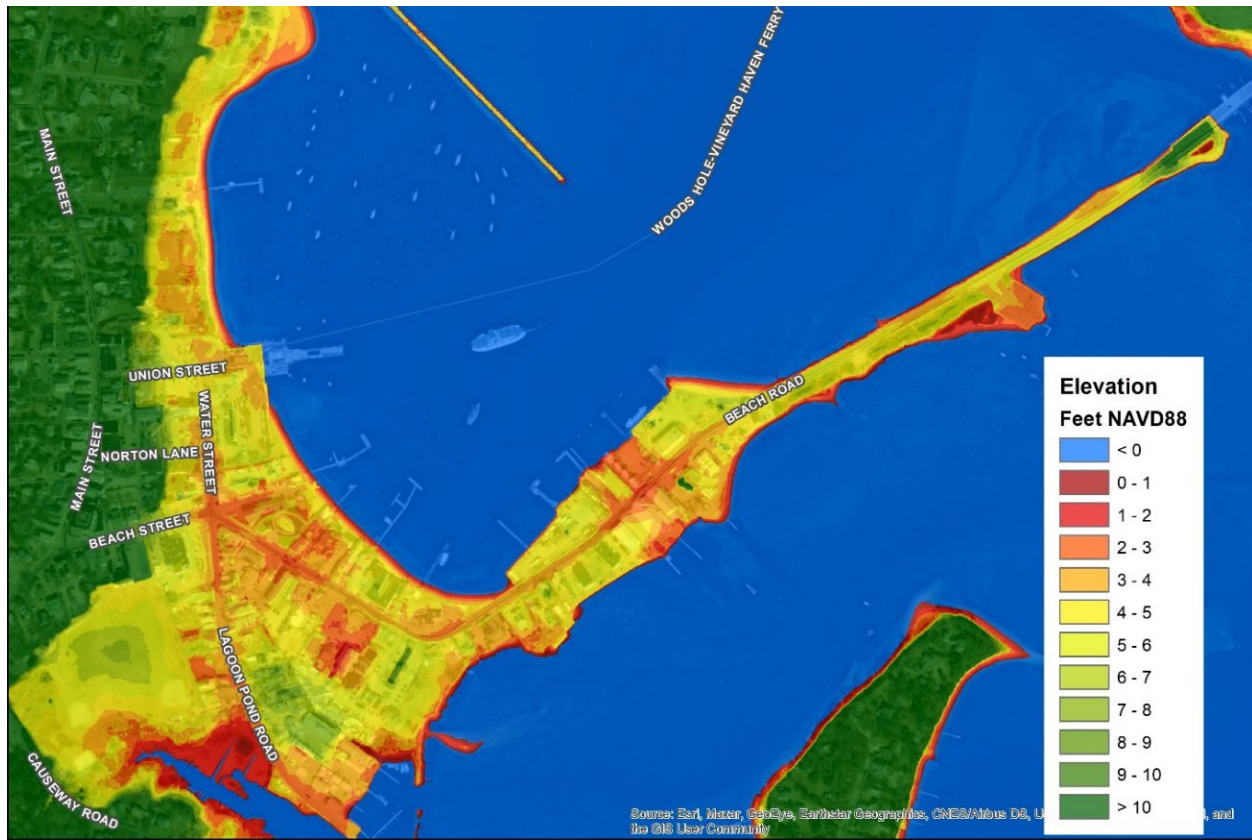 MAIN STREET
WOODS HOLE-VINEYARD HAVEN FERRY
UNION STREET
WATER STREET
NORTON LANE
MAIN STREET
BEACH STREET
BEACH ROAD
LAGOON POND ROAD
CAUSEWAY ROAD
Elevation
Feet NAVD88
< 0
0 - 1
1 - 2
2 - 3
3 - 4
4 - 5
5 - 6
6 - 7
7 - 8
8 - 9
9 - 10
> 10
Source: Esri, Maxar, GeoEye, Earthstar Geographics, CNES/Airbus DS, and
the GIS User Community